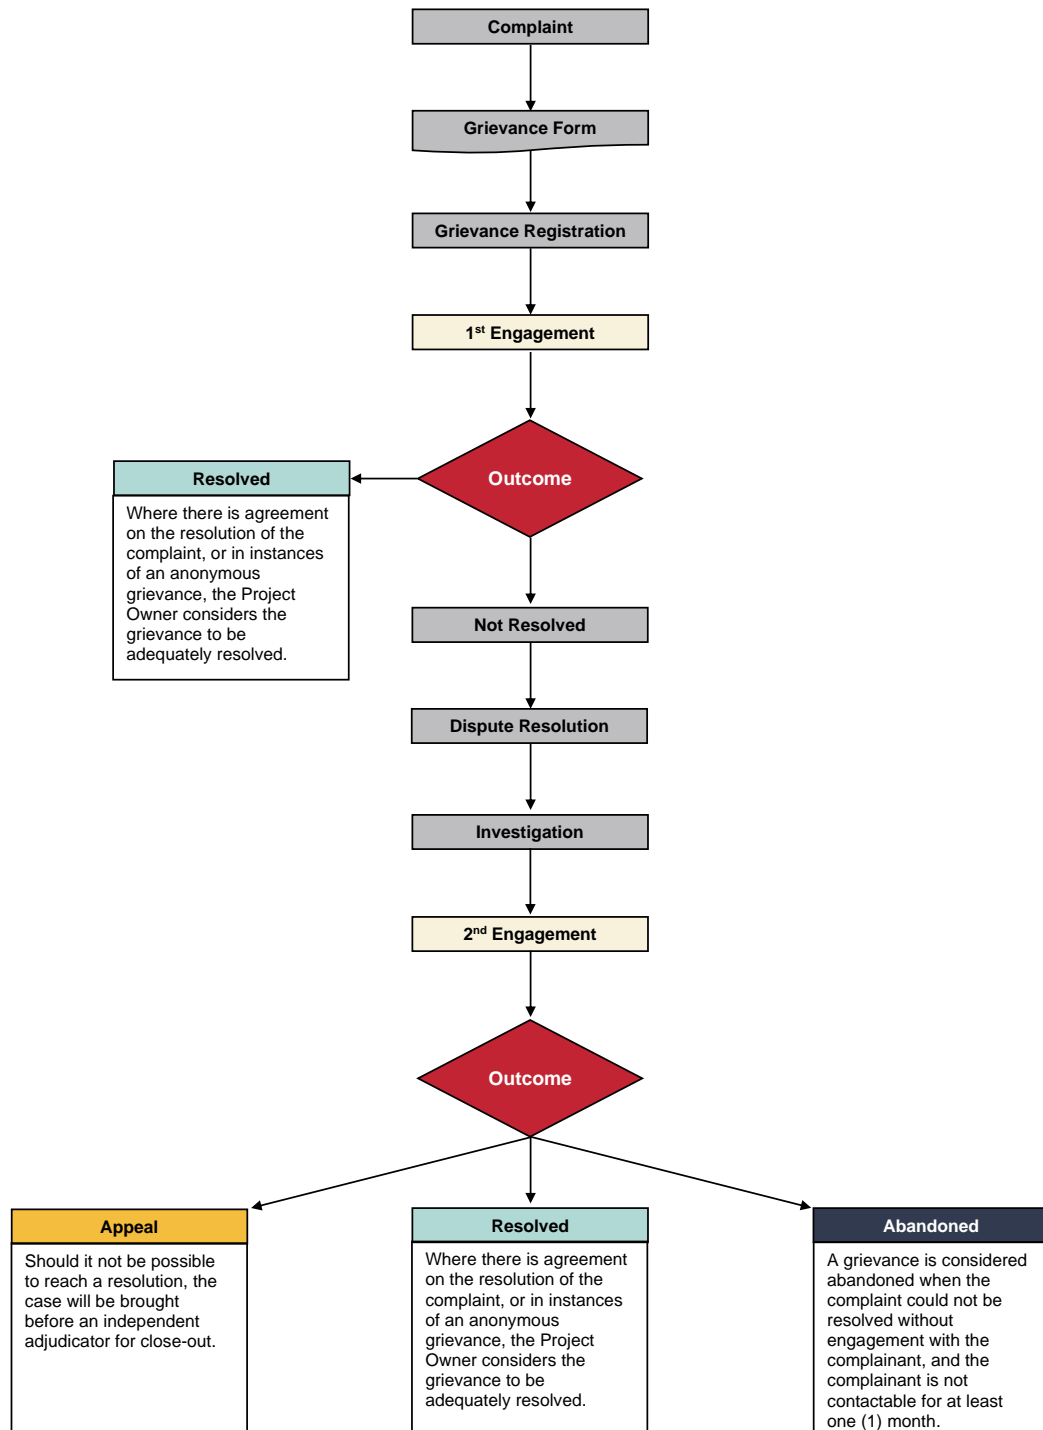 Complaint
Grievance Form
Grievance Registration
1st Engagement
Outcome
Resolved
Where there is agreement
on the resolution of the
complaint, or in instances
of an anonymous
grievance, the Project
Owner considers the
grievance to be
adequately resolved.
Not Resolved
Dispute Resolution
Investigation
2nd Engagement
Outcome
Appeal
Should it not be possible
to reach a resolution, the
case will be brought
before an independent
adjudicator for close-out.
Resolved
Where there is agreement
on the resolution of the
complaint, or in instances
of an anonymous
grievance, the Project
Owner considers the
grievance to be
adequately resolved.
Abandoned
A grievance is considered
abandoned when the
complaint could not be
resolved without
engagement with the
complainant, and the
complainant is not
contactable for at least
one (1) month.